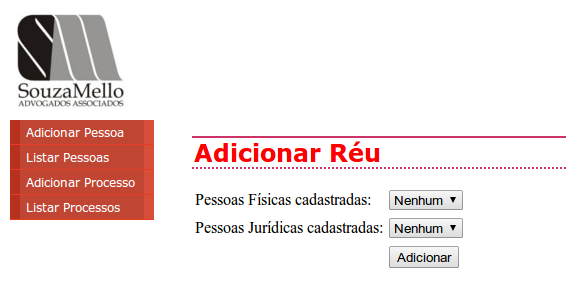 SouzaMello
ADVOGADOS ASSOCIADOS
Adicionar Pessoa
Listar Pessoas
Adicionar Processo
Listar Processos
Adicionar Réu
Pessoas Físicas cadastradas: Nenhum
Pessoas Jurídicas cadastradas: Nenhum
Adicionar